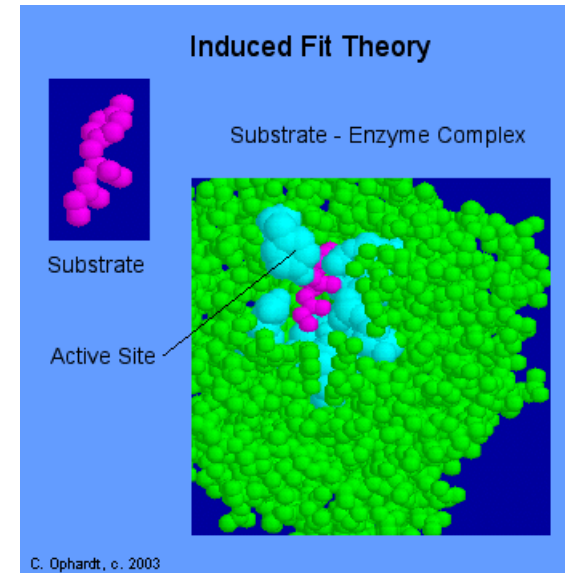 Induced Fit Theory
Substrate - Enzyme Complex
Substrate
Active Site
C. Ophardt, c. 2003